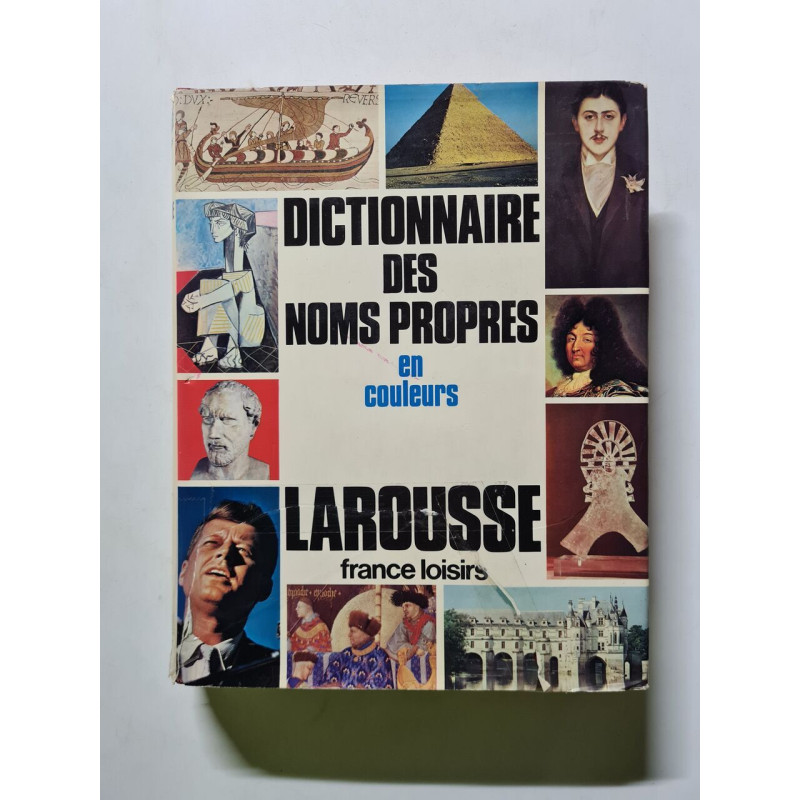 DVX:
REVERS
DICTIONNAIRE
DES
NOMS PROPRES
en
couleurs
LAROUSSE
france loisirs